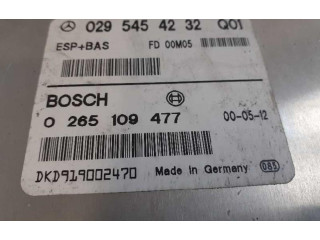 029 545 42 32 Q01
ESP+BAS FD 00M05
BOSCH
0 265 109 477 00-05-12
DKD919002470 Made in Germany 085